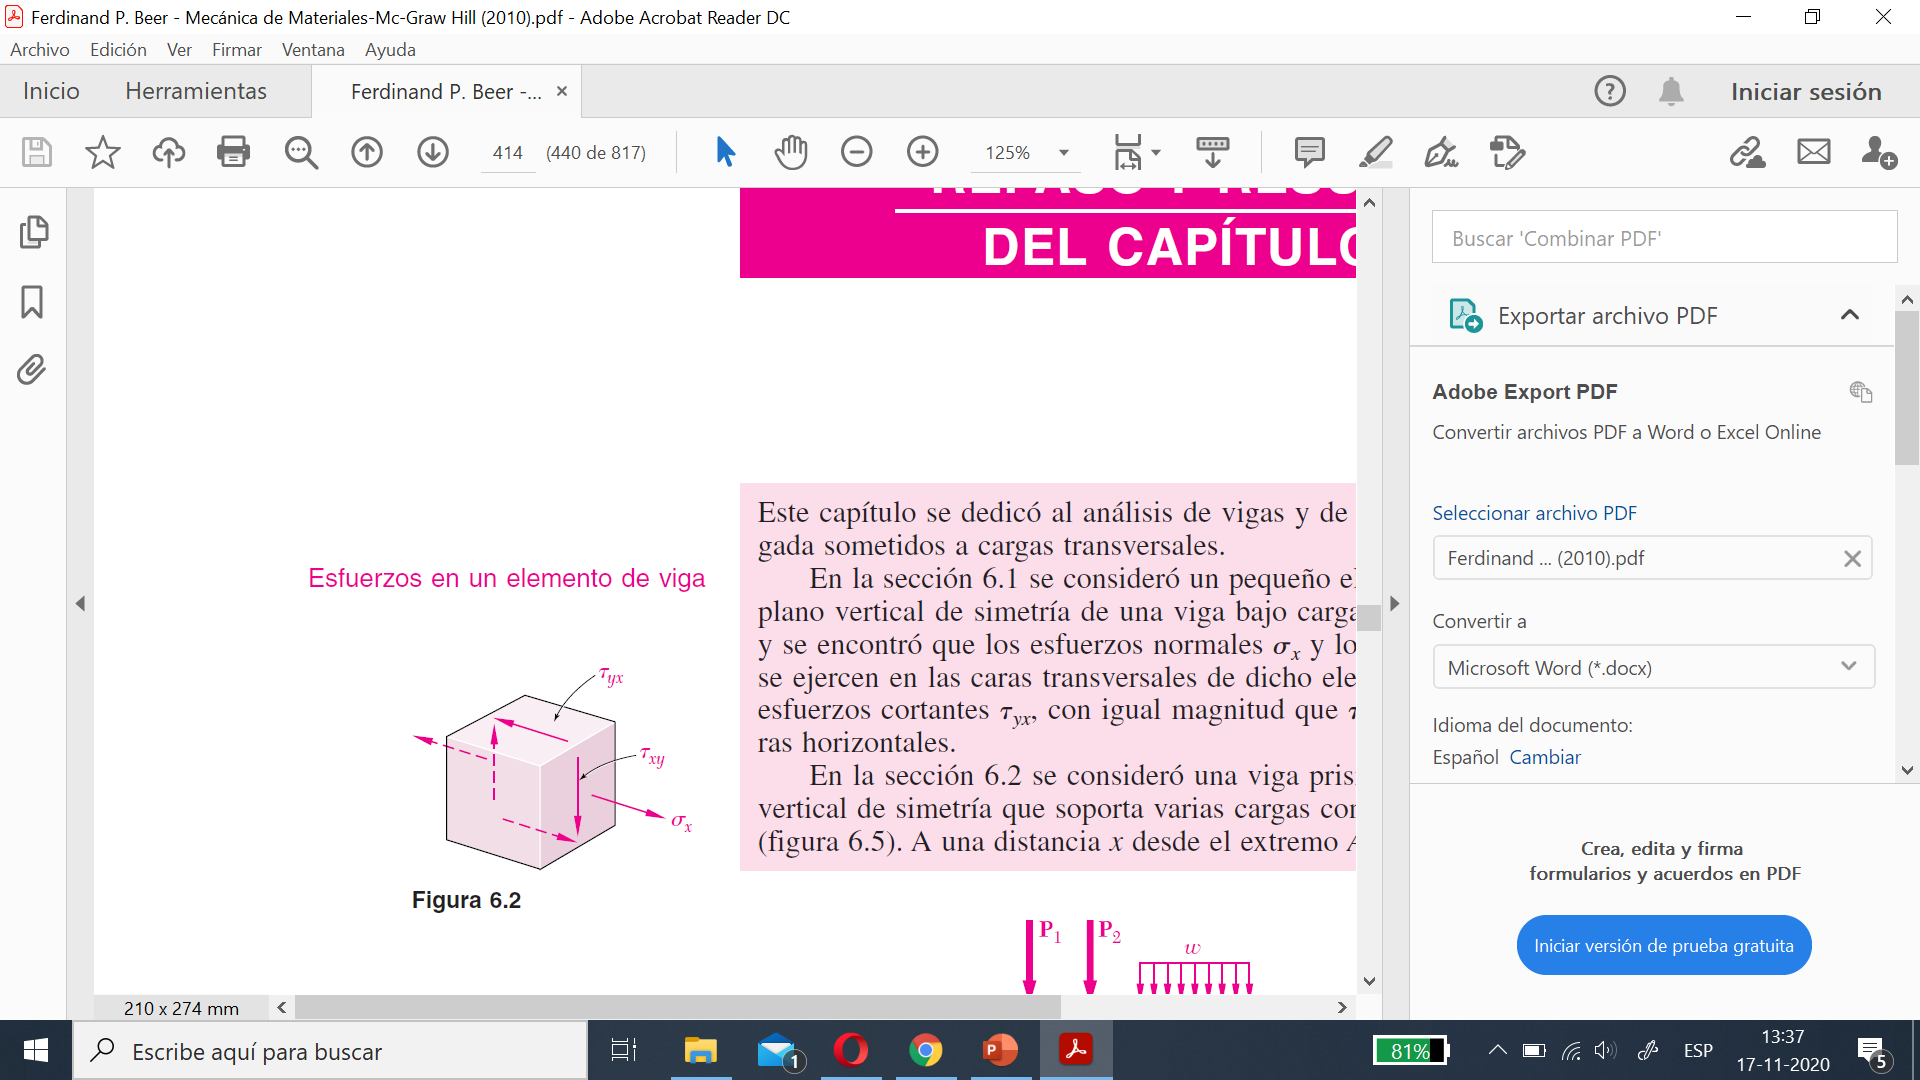 Ferdinand P. Beer - Mecánica de Materiales-Mc-Graw Hill (2010).pdf - Adobe Acrobat Reader DC
Archivo Edición Ver Firmar Ventana Ayuda
Inicio Herramientas Ferdinand P. Beer -... × Iniciar sesión
414 (440 de 817) 125%
DEL CAPÍTULO
Este capítulo se dedicó al análisis de vigas y de
gada sometidos a cargas transversales.
En la sección 6.1 se consideró un pequeño el
plano vertical de simetría de una viga bajo carga
y se encontró que los esfuerzos normales σx y lo
se ejercen en las caras transversales de dicho ele
esfuerzos cortantes τyx, con igual magnitud que τ
ras horizontales.
En la sección 6.2 se consideró una viga pris
vertical de simetría que soporta varias cargas con
(figura 6.5). A una distancia x desde el extremo A
Esfuerzos en un elemento de viga
τyx
τxy
σx
Figura 6.2
P1 P2
w
210 x 274 mm
Buscar 'Combinar PDF'
Exportar archivo PDF
Adobe Export PDF
Convertir archivos PDF a Word o Excel Online
Seleccionar archivo PDF
Ferdinand ... (2010).pdf
Convertir a
Microsoft Word (*.docx)
Idioma del documento:
Español Cambiar
Crea, edita y firma
formularios y acuerdos en PDF
Iniciar versión de prueba gratuita
Escribe aquí para buscar
1
81%
ESP
13:37
17-11-2020
5